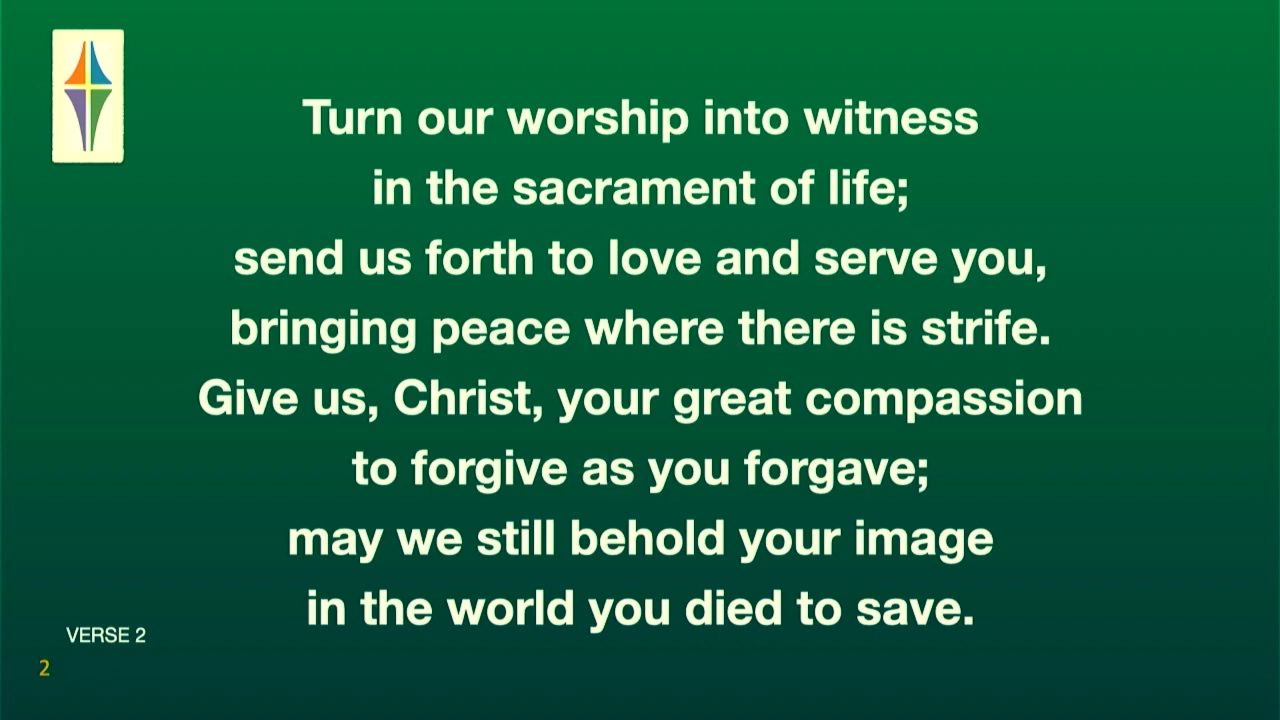 Turn our worship into witness
in the sacrament of life;
send us forth to love and serve you,
bringing peace where there is strife.
Give us, Christ, your great compassion
to forgive as you forgave;
may we still behold your image
in the world you died to save.
VERSE 2
2